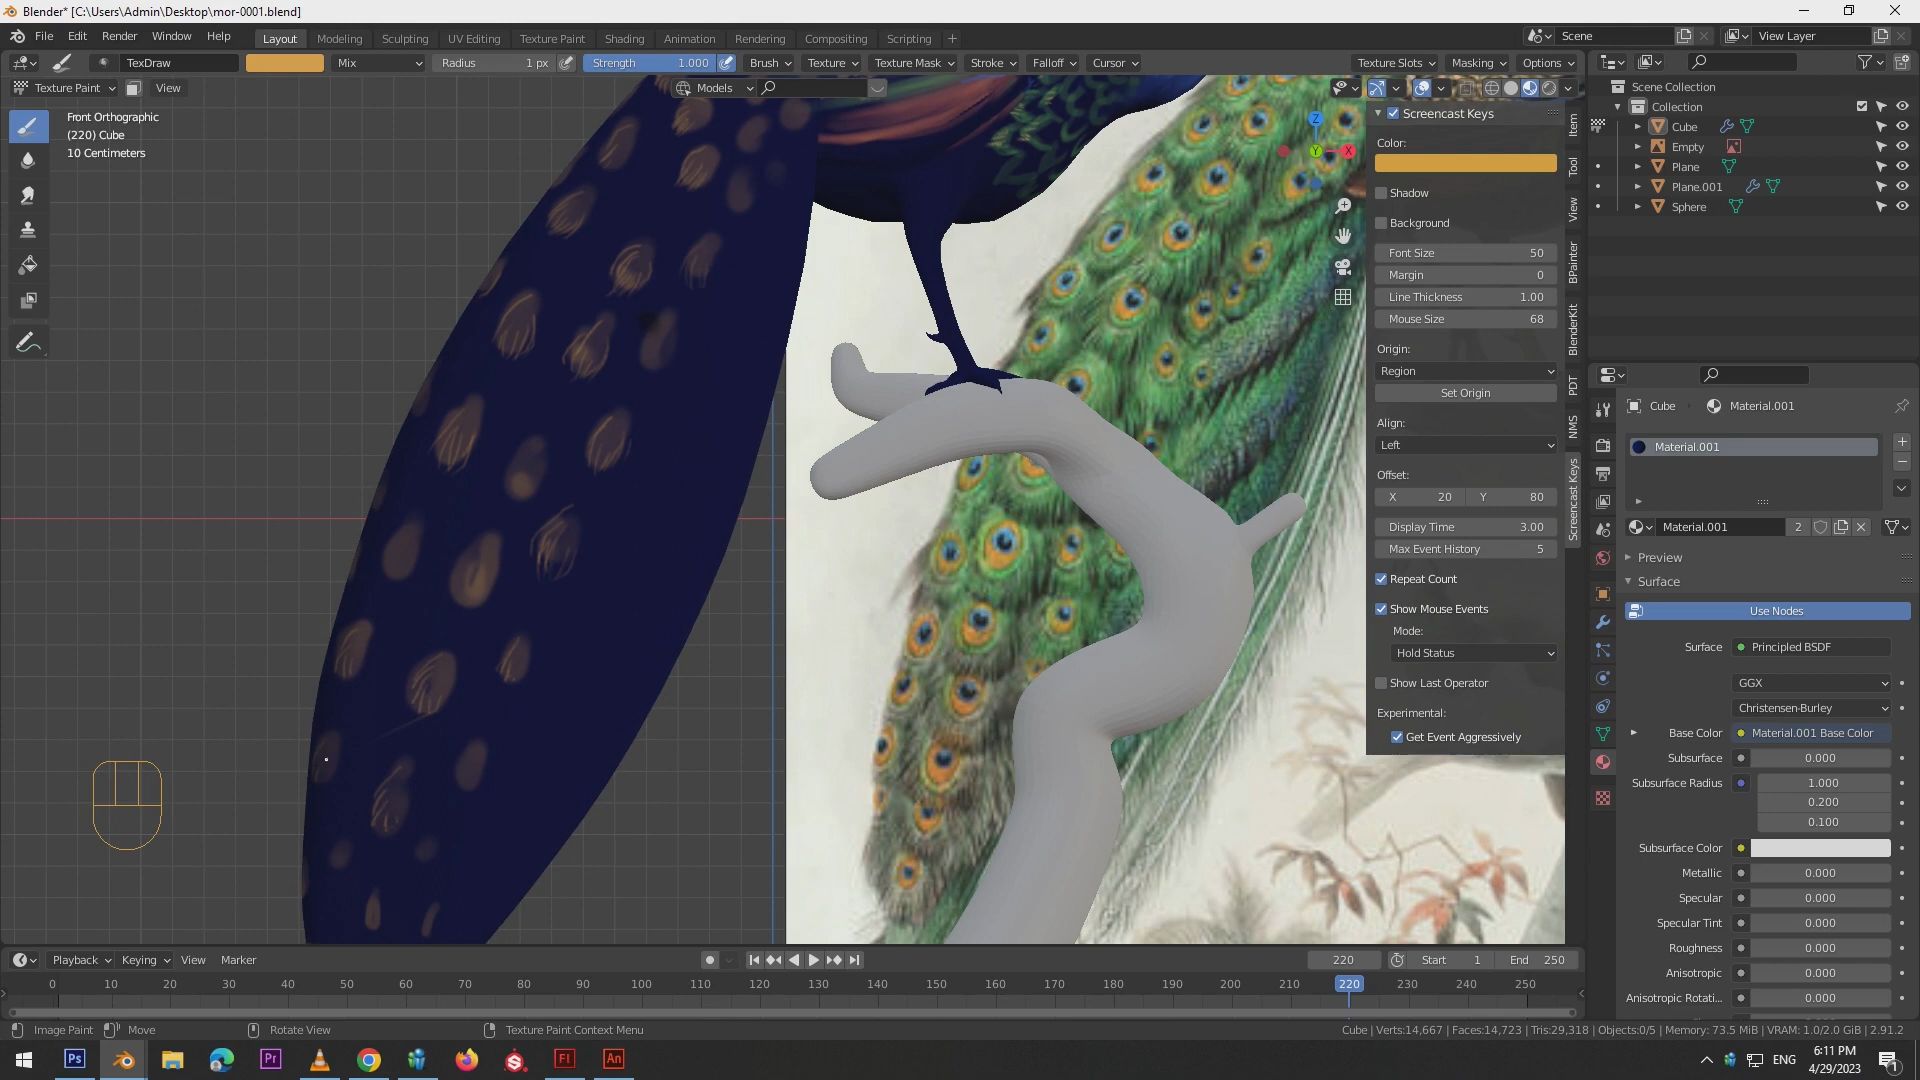 Blender* [C:\Users\Admin\Desktop\mor-0001.blend]
File Edit Render Window Help Layout Modeling Sculpting UV Editing Texture Paint Shading Animation Rendering Compositing Scripting Scene View Layer
TexDraw Mix Radius 1 px Strength 1.000 Brush Texture Texture Mask Stroke Falloff Cursor Texture Slots Masking Options
Texture Paint View Models
Front Orthographic
(220) Cube
10 Centimeters
Z
Y
X
Screencast Keys
Color:
Shadow
Background
Font Size 50
Margin 0
Line Thickness 1.00
Mouse Size 68
Origin:
Region
Set Origin
Align:
Left
Offset:
X 20 Y 80
Display Time 3.00
Max Event History 5
Repeat Count
Show Mouse Events
Mode:
Hold Status
Show Last Operator
Experimental:
Get Event Aggressively
Item
Tool
View
BPainter
BlenderKit
PDT
NMS
Screencast Keys
Scene Collection
Collection
Cube
Empty
Plane
Plane.001
Sphere
Cube Material.001
Material.001
Material.001 2
Preview
Surface
Use Nodes
Surface Principled BSDF
GGX
Christensen-Burley
Base Color Material.001 Base Color
Subsurface 0.000
Subsurface Radius 1.000
0.200
0.100
Subsurface Color
Metallic 0.000
Specular 0.000
Specular Tint 0.000
Roughness 0.000
Anisotropic 0.000
Anisotropic Rotati... 0.000
Playback Keying View Marker 220 Start 1 End 250
0 10 20 30 40 50 60 70 80 90 100 110 120 130 140 150 160 170 180 190 200 210 220 230 240 250
Image Paint Move Rotate View Texture Paint Context Menu Cube | Verts:14,667 | Faces:14,723 | Tris:29,318 | Objects:0/5 | Memory: 73.5 MiB | VRAM: 1.0/2.0 GiB | 2.91.2
Ps Pr Fl An ENG 6:11 PM
4/29/2023 1